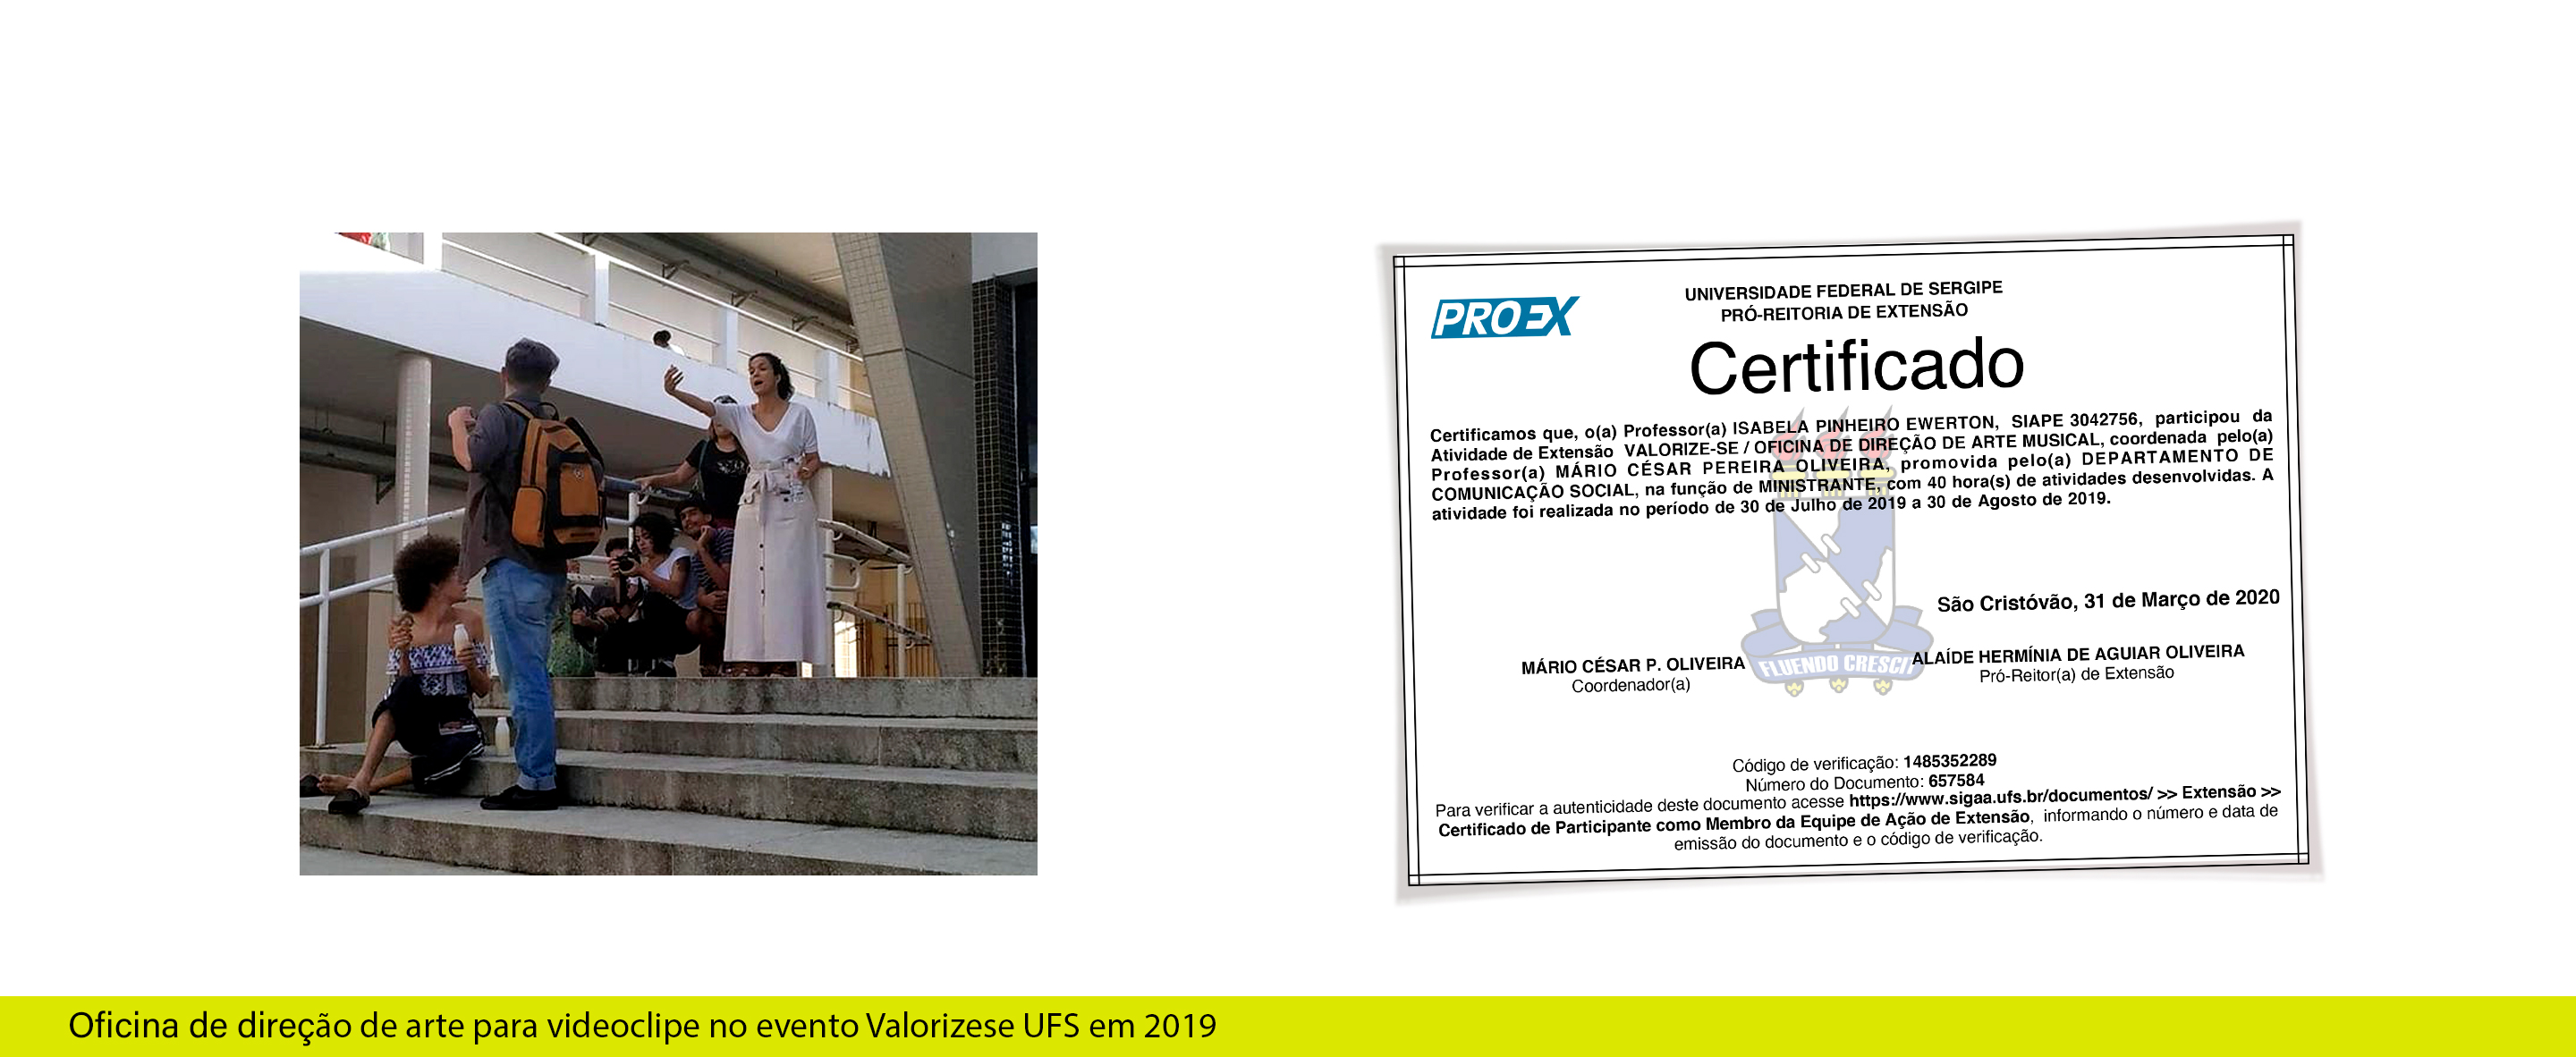 PROEX
UNIVERSIDADE FEDERAL DE SERGIPE
PRÓ-REITORIA DE EXTENSÃO
Certificado
Certificamos que, o(a) Professor(a) ISABELA PINHEIRO EWERTON, SIAPE 3042756, participou da
Atividade de Extensão VALORIZE-SE / OFICINA DE DIREÇÃO DE ARTE MUSICAL, coordenada pelo(a)
Professor(a) MÁRIO CÉSAR PEREIRA OLIVEIRA, promovida pelo(a) DEPARTAMENTO DE
COMUNICAÇÃO SOCIAL, na função de MINISTRANTE, com 40 hora(s) de atividades desenvolvidas. A
atividade foi realizada no período de 30 de Julho de 2019 a 30 de Agosto de 2019.
São Cristóvão, 31 de Março de 2020
MÁRIO CÉSAR P. OLIVEIRA
Coordenador(a)
FLUENDO CRESCIT
ALAÍDE HERMÍNIA DE AGUIAR OLIVEIRA
Pró-Reitor(a) de Extensão
Código de verificação: 1485352289
Número do Documento: 657584
Para verificar a autenticidade deste documento acesse https://www.sigaa.ufs.br/documentos/ >> Extensão >>
Certificado de Participante como Membro da Equipe de Ação de Extensão, informando o número e data de
emissão do documento e o código de verificação.
Oficina de direção de arte para videoclipe no evento Valorizese UFS em 2019